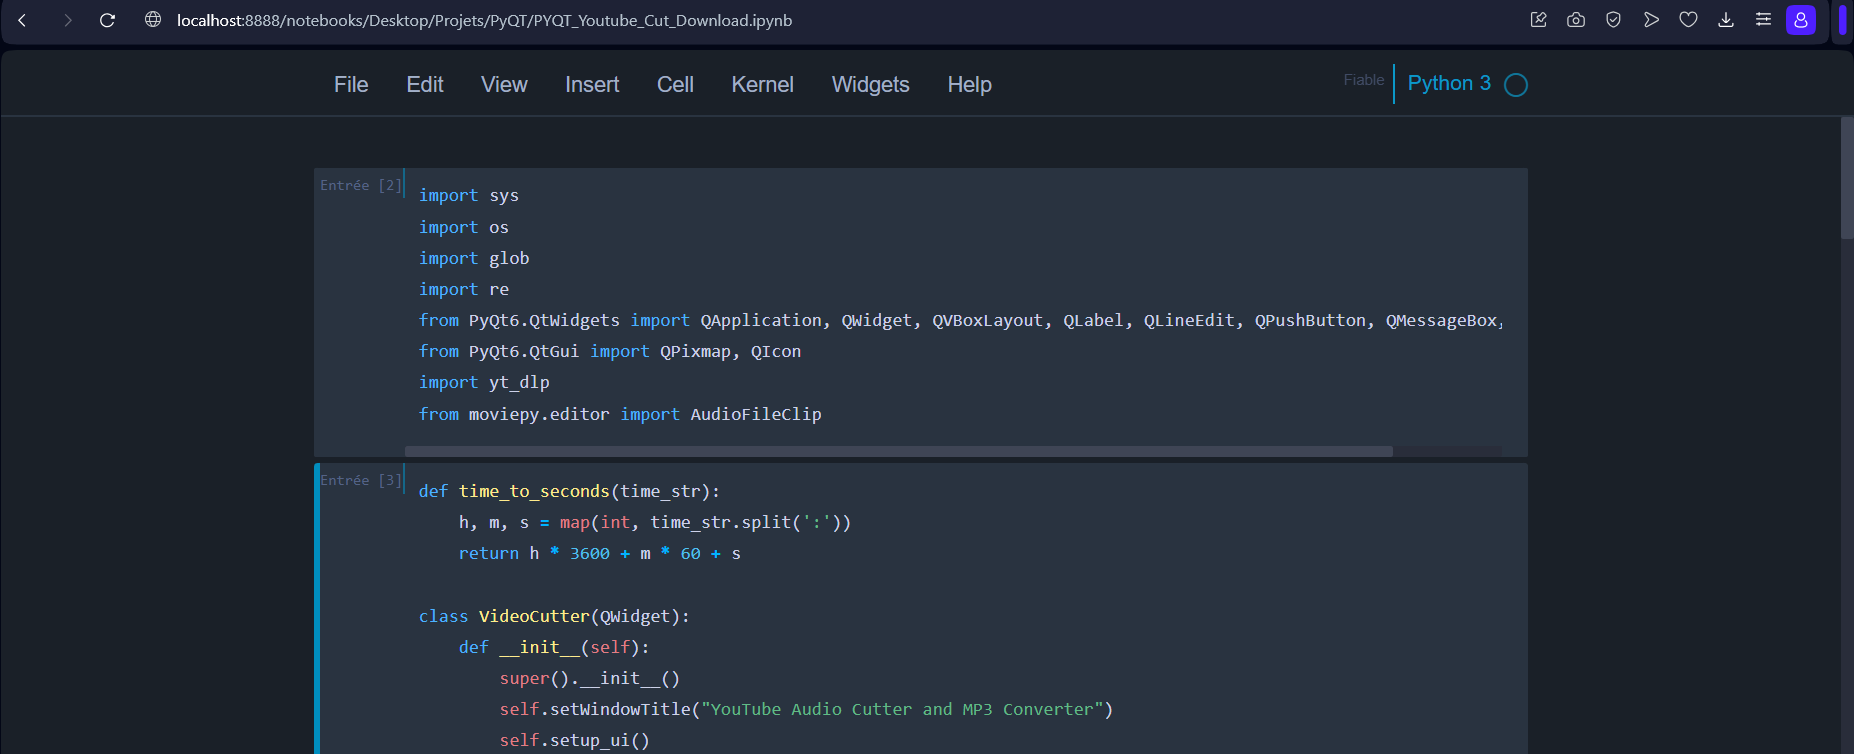 localhost:8888/notebooks/Desktop/Projets/PyQT/PYQT_Youtube_Cut_Download.ipynb
File Edit View Insert Cell Kernel Widgets Help Fiable Python 3
Entrée [2]
import sys
import os
import glob
import re
from PyQt6.QtWidgets import QApplication, QWidget, QVBoxLayout, QLabel, QLineEdit, QPushButton, QMessageBox,
from PyQt6.QtGui import QPixmap, QIcon
import yt_dlp
from moviepy.editor import AudioFileClip
Entrée [3]
def time_to_seconds(time_str):
    h, m, s = map(int, time_str.split(':'))
    return h * 3600 + m * 60 + s
class VideoCutter(QWidget):
    def __init__(self):
        super().__init__()
        self.setWindowTitle("YouTube Audio Cutter and MP3 Converter")
        self.setup_ui()